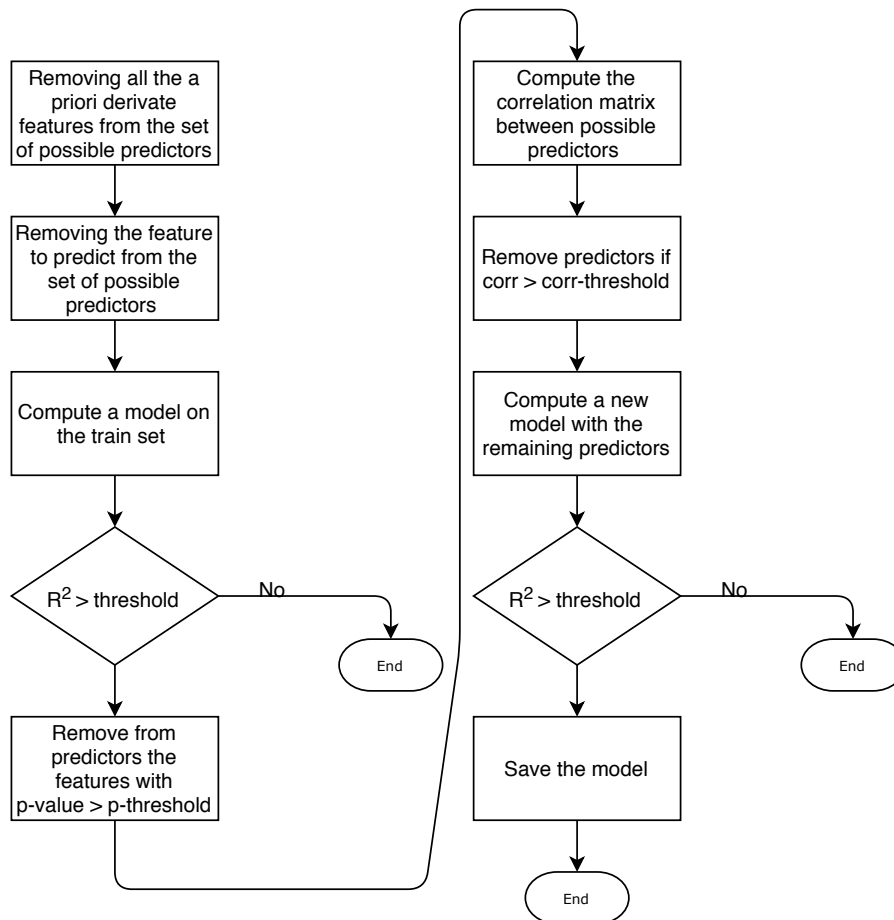 Removing all the a
priori derivate
features from the set
of possible predictors
Removing the feature
to predict from the
set of possible
predictors
Compute a model on
the train set
R² > threshold
No
End
Remove from
predictors the
features with
p-value > p-threshold
Compute the
correlation matrix
between possible
predictors
Remove predictors if
corr > corr-threshold
Compute a new
model with the
remaining predictors
R² > threshold
No
End
Save the model
End